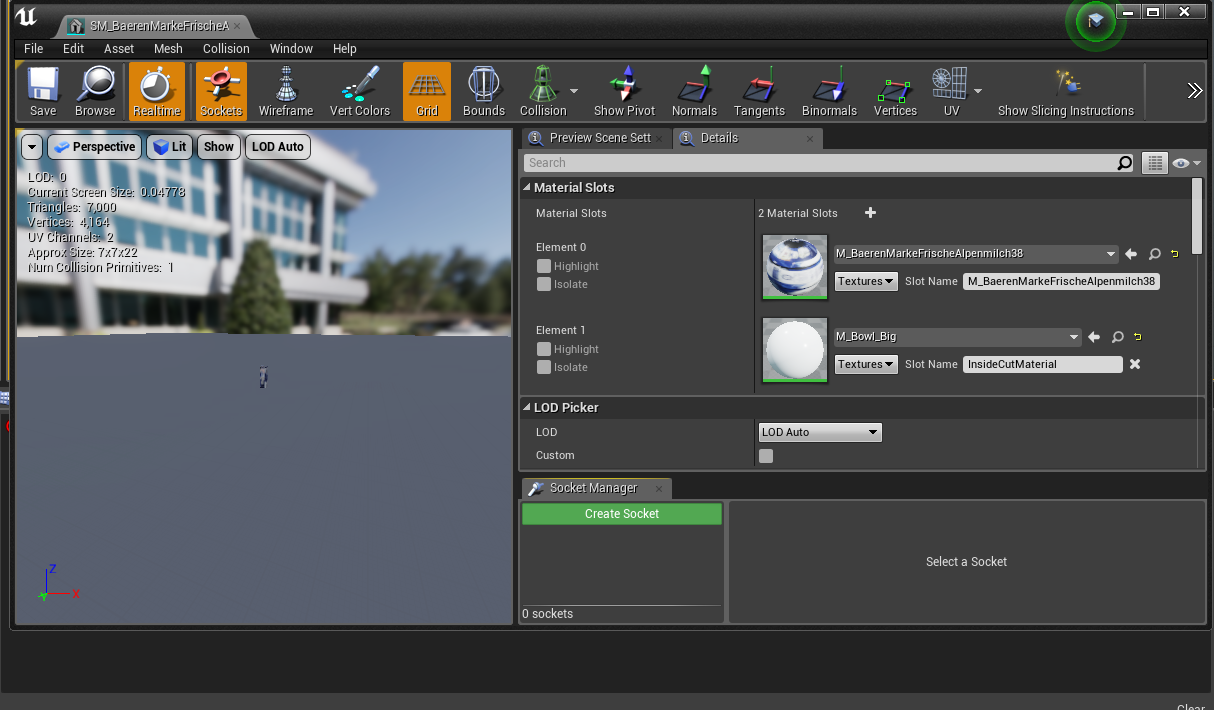 SM_BaerenMarkeFrischeA
File Edit Asset Mesh Collision Window Help
Save Browse Realtime Sockets Wireframe Vert Colors Grid Bounds Collision Show Pivot Normals Tangents Binormals Vertices UV Show Slicing Instructions
Perspective Lit Show LOD Auto
LOD: 0
Current Screen Size: 0.04778
Triangles: 7,000
Vertices: 4,164
UV Channels: 2
Approx Size: 7x7x22
Num Collision Primitives: 1
Z
X
Preview Scene Sett Details
Search
Material Slots
Material Slots 2 Material Slots
Element 0
Highlight
Isolate
M_BaerenMarkeFrischeAlpenmilch38
Textures Slot Name M_BaerenMarkeFrischeAlpenmilch38
Element 1
Highlight
Isolate
M_Bowl_Big
Textures Slot Name InsideCutMaterial
LOD Picker
LOD LOD Auto
Custom
Socket Manager
Create Socket
Select a Socket
0 sockets
Clear